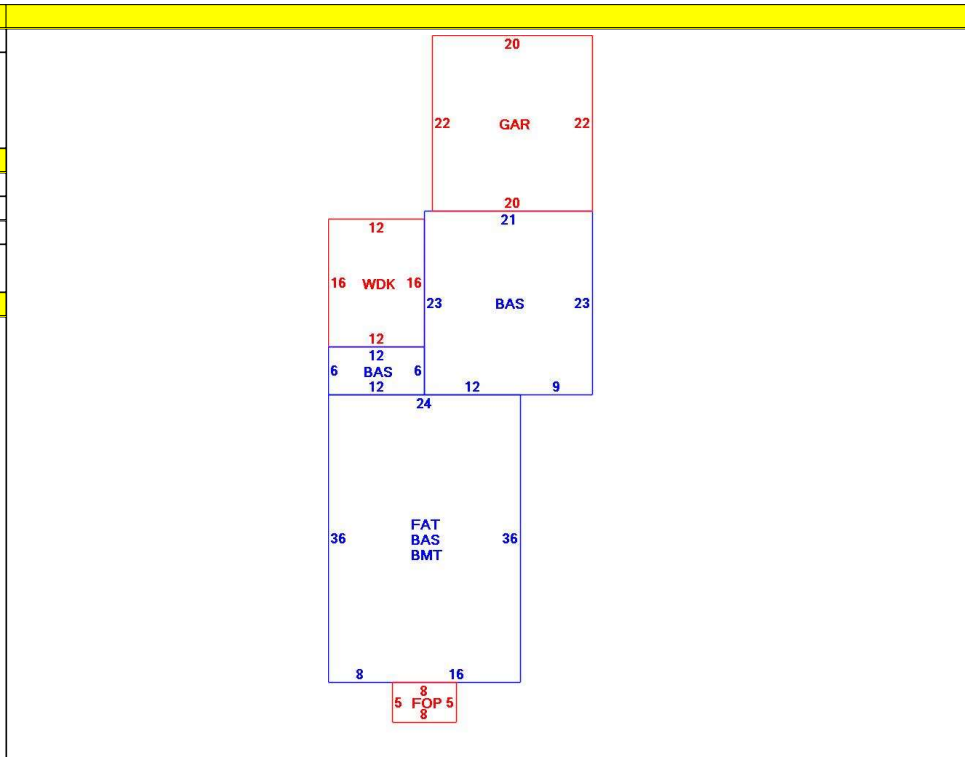 20
22 GAR 22
20
21
12
16 WDK 16
23 BAS 23
12
12
6 BAS 6
12 12 9
24
FAT
36 BAS 36
BMT
8 16
8
5 FOP 5
8